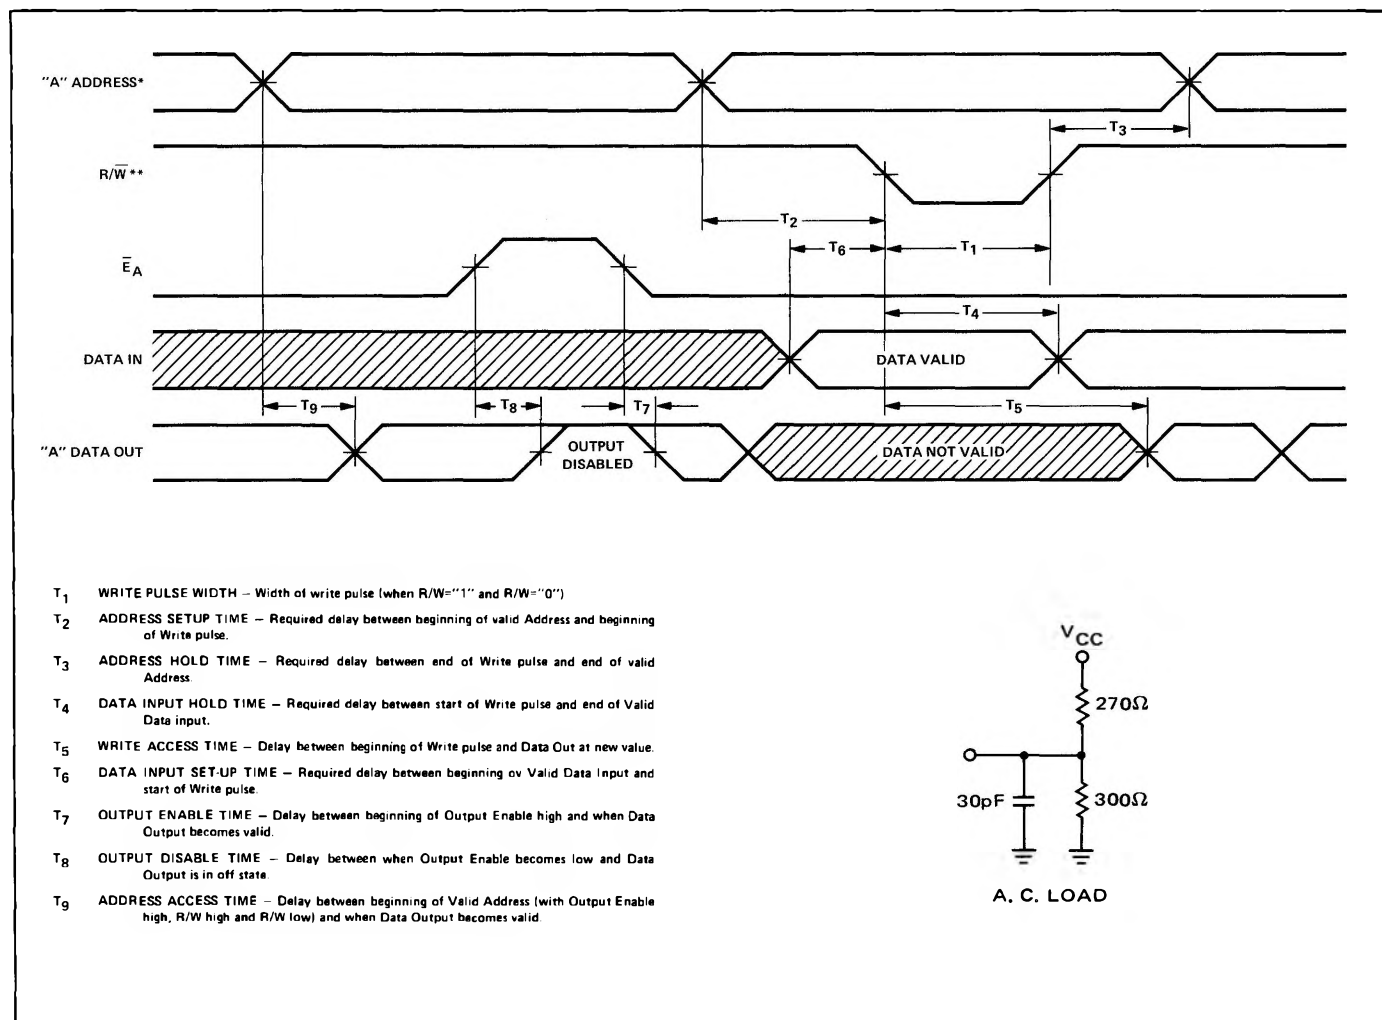 "A" ADDRESS*
T3
R/W̅**
T2
T6
T1
E̅A
T4
DATA IN
DATA VALID
T9
T8
T7
T5
"A" DATA OUT
OUTPUT
DISABLED
DATA NOT VALID
T1 WRITE PULSE WIDTH – Width of write pulse (when R/W="1" and R/W="0")
T2 ADDRESS SETUP TIME – Required delay between beginning of valid Address and beginning
of Write pulse.
T3 ADDRESS HOLD TIME – Required delay between end of Write pulse and end of valid
Address.
T4 DATA INPUT HOLD TIME – Required delay between start of Write pulse and end of Valid
Data input.
T5 WRITE ACCESS TIME – Delay between beginning of Write pulse and Data Out at new value.
T6 DATA INPUT SET-UP TIME – Required delay between beginning ov Valid Data Input and
start of Write pulse.
T7 OUTPUT ENABLE TIME – Delay between beginning of Output Enable high and when Data
Output becomes valid.
T8 OUTPUT DISABLE TIME – Delay between when Output Enable becomes low and Data
Output is in off state.
T9 ADDRESS ACCESS TIME – Delay between beginning of Valid Address (with Output Enable
high, R/W high and R/W low) and when Data Output becomes valid.
VCC
270Ω
30pF
300Ω
A. C. LOAD